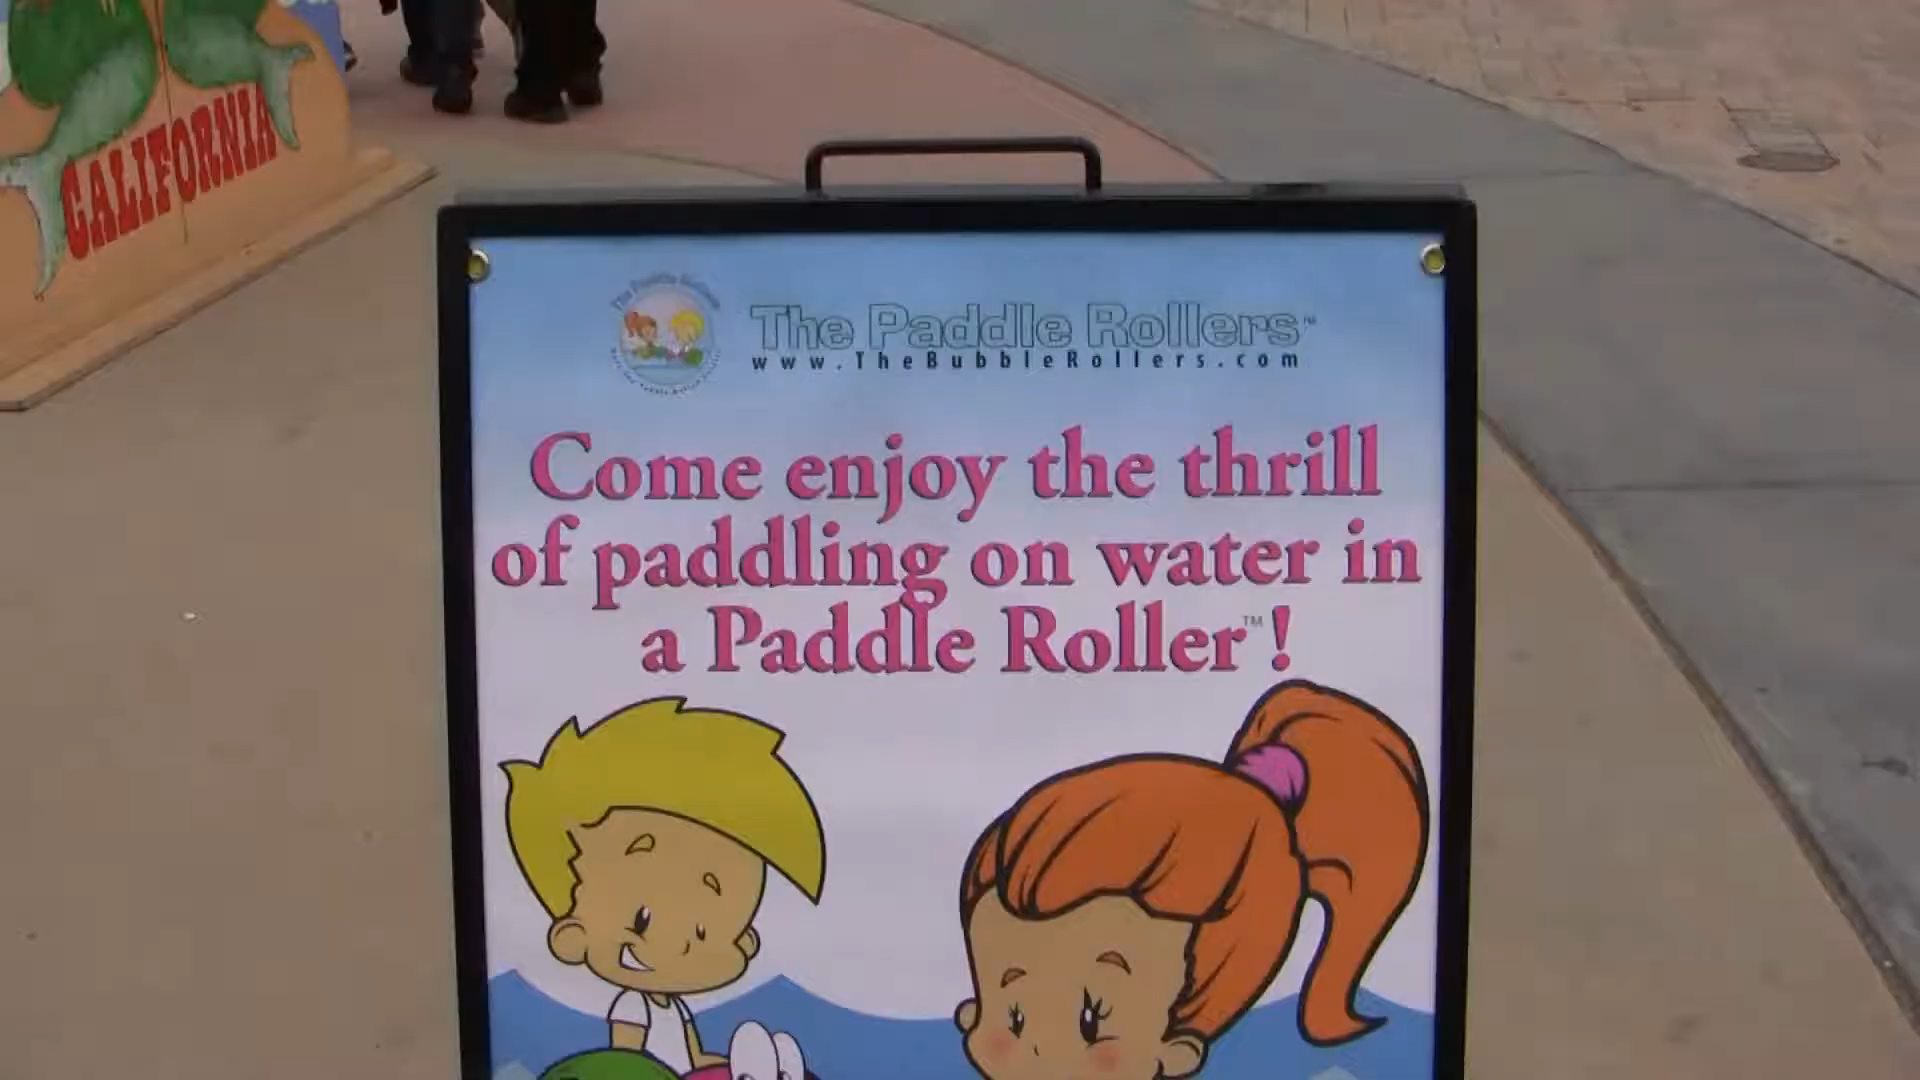 CALIFORNIA
The Paddle Rollers™
www.TheBubbleRollers.com
Come enjoy the thrill
of paddling on water in
a Paddle Roller™!